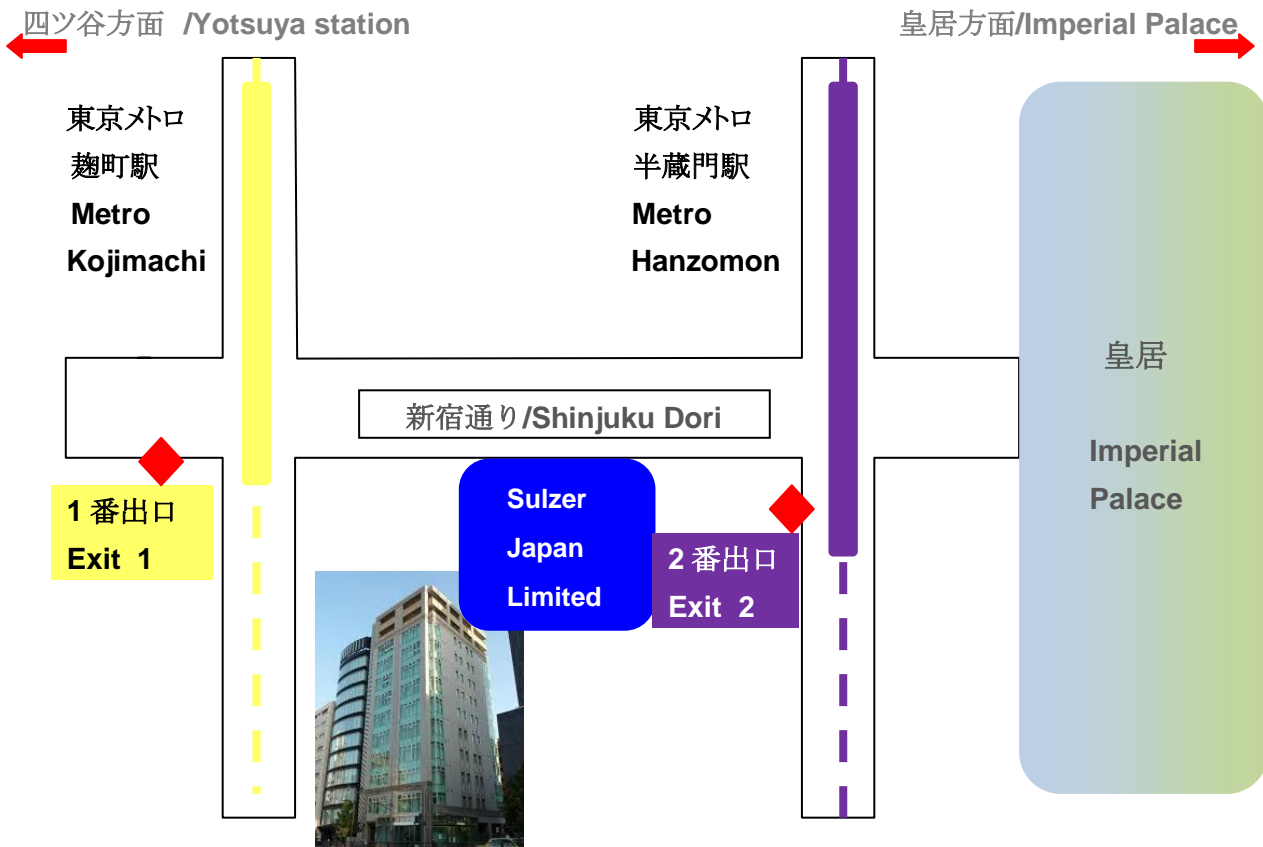 四ツ谷方面 /Yotsuya station
皇居方面/Imperial Palace
東京メトロ
麹町駅
Metro
Kojimachi
東京メトロ
半蔵門駅
Metro
Hanzomon
皇居
Imperial
Palace
新宿通り/Shinjuku Dori
1 番出口
Exit 1
Sulzer
Japan
Limited
2 番出口
Exit 2